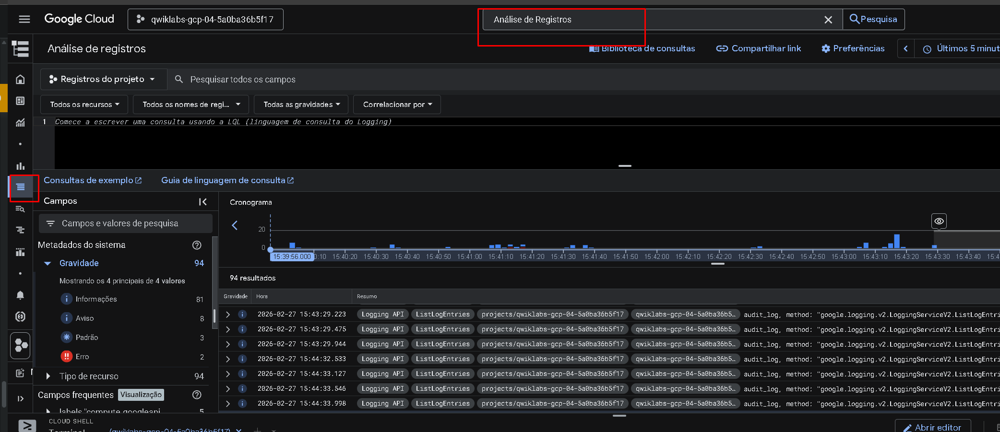 Google Cloud
qwiklabs-gcp-04-5a0ba36b5f17
Análise de Registros
Pesquisa
Análise de registros
Biblioteca de consultas
Compartilhar link
Preferências
Últimos 5 minut
Registros do projeto
Pesquisar todos os campos
Todos os recursos
Todos os nomes de regi...
Todas as gravidades
Correlacionar por
1 Comece a escrever uma consulta usando a LQL (linguagem de consulta do Logging)
Consultas de exemplo
Guia de linguagem de consulta
Campos
Campos e valores de pesquisa
Metadados do sistema
Gravidade 94
Mostrando os 4 principais de 4 valores
Informações 81
Aviso 8
Padrão 3
Erro 2
Tipo de recurso 94
Campos frequentes Visualização
labels."compute.googleapi 5
Cronograma
20
0
15:39:56.000 0:10 15:40:20 15:40:30 15:40:40 15:40:50 15:41:00 15:41:10 15:41:20 15:41:30 15:41:40 15:41:50 15:42:00 15:42:10 15:42:20 15:42:30 15:42:40 15:42:50 15:43:00 15:43:10 15:43:20 15:43:30 15:43:40 15:4
94 resultados
Gravidade Hora Resumo
2026-02-27 15:43:29.223 Logging API ListLogEntries projects/qwiklabs-gcp-04-5a0ba36b5f17 qwiklabs-gcp-04-5a0ba36b5… audit_log, method: "google.logging.v2.LoggingServiceV2.ListLogEntri
2026-02-27 15:43:29.475 Logging API ListLogEntries projects/qwiklabs-gcp-04-5a0ba36b5f17 qwiklabs-gcp-04-5a0ba36b5… audit_log, method: "google.logging.v2.LoggingServiceV2.ListLogEntri
2026-02-27 15:43:29.944 Logging API ListLogEntries projects/qwiklabs-gcp-04-5a0ba36b5f17 qwiklabs-gcp-04-5a0ba36b5… audit_log, method: "google.logging.v2.LoggingServiceV2.ListLogEntri
2026-02-27 15:44:32.533 Logging API ListLogEntries projects/qwiklabs-gcp-04-5a0ba36b5f17 qwiklabs-gcp-04-5a0ba36b5… audit_log, method: "google.logging.v2.LoggingServiceV2.ListLogEntri
2026-02-27 15:44:33.127 Logging API ListLogEntries projects/qwiklabs-gcp-04-5a0ba36b5f17 qwiklabs-gcp-04-5a0ba36b5… audit_log, method: "google.logging.v2.LoggingServiceV2.ListLogEntri
2026-02-27 15:44:33.546 Logging API ListLogEntries projects/qwiklabs-gcp-04-5a0ba36b5f17 qwiklabs-gcp-04-5a0ba36b5… audit_log, method: "google.logging.v2.LoggingServiceV2.ListLogEntri
2026-02-27 15:44:33.998 Logging API ListLogEntries projects/qwiklabs-gcp-04-5a0ba36b5f17 qwiklabs-gcp-04-5a0ba36b5… audit_log, method: "google.logging.v2.LoggingServiceV2.ListLogEntri
CLOUD SHELL
Terminal (qwiklabs-gcp-04-5a0ba36b5f17)
Abrir editor